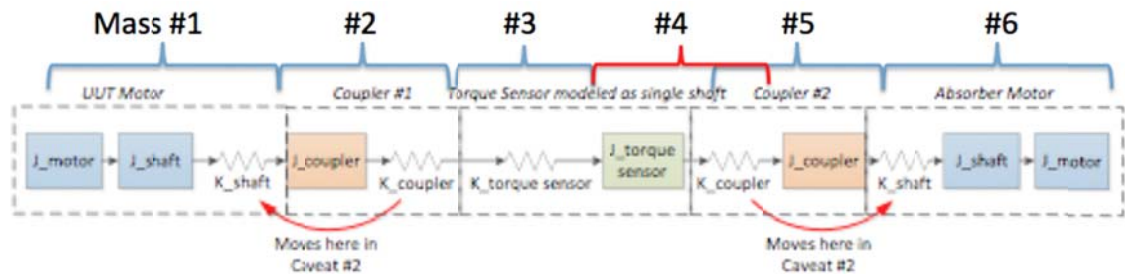 Mass #1 #2 #3 #4 #5 #6
UUT Motor Coupler #1 Torque Sensor modeled as single shaft Coupler #2 Absorber Motor
J_motor J_shaft K_shaft J_coupler K_coupler K_torque sensor J_torque
sensor K_coupler J_coupler K_shaft J_shaft J_motor
Moves here in Moves here in
Caveat #2 Caveat #2